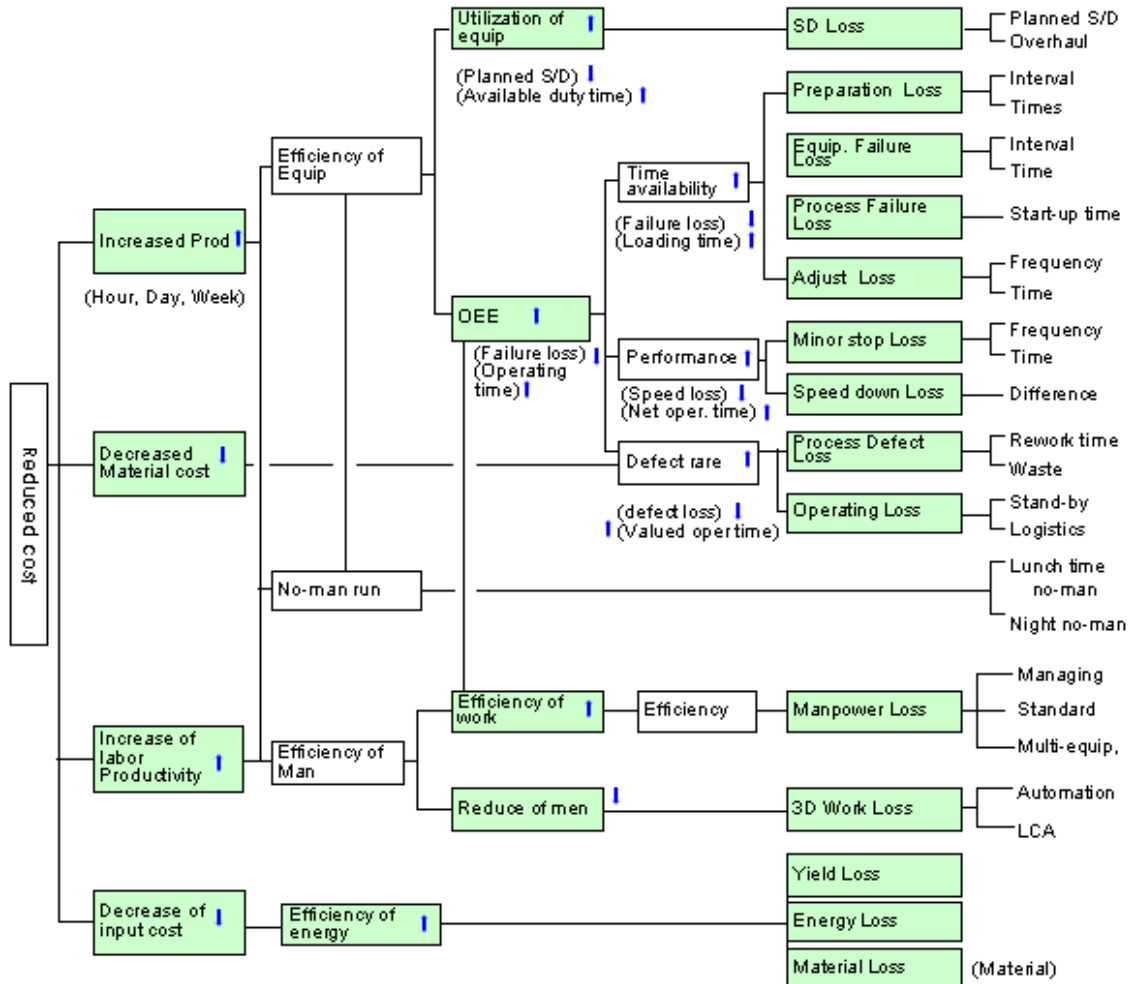 Utilization of
equip
SD Loss
Planned S/D
Overhaul
(Planned S/D)
(Available duty time)
Preparation Loss
Interval
Times
Efficiency of
Equip
Equip. Failure
Loss
Interval
Time
Time
availability
(Failure loss)
(Loading time)
Process Failure
Loss
Start-up time
Increased Prod
(Hour, Day, Week)
Adjust Loss
Frequency
Time
OEE
(Failure loss)
(Operating
time)
Performance
(Speed loss)
(Net oper. time)
Minor stop Loss
Frequency
Time
Speed down Loss
Difference
Reduced cost
Decreased
Material cost
Defect rare
(defect loss)
(Valued oper time)
Process Defect
Loss
Rework time
Waste
Operating Loss
Stand-by
Logistics
No-man run
Lunch time
no-man
Night no-man
Increase of
labor
Productivity
Efficiency of
Man
Efficiency of
work
Efficiency
Manpower Loss
Managing
Standard
Multi-equip,
Reduce of men
3D Work Loss
Automation
LCA
Decrease of
input cost
Efficiency of
energy
Yield Loss
Energy Loss
Material Loss
(Material)